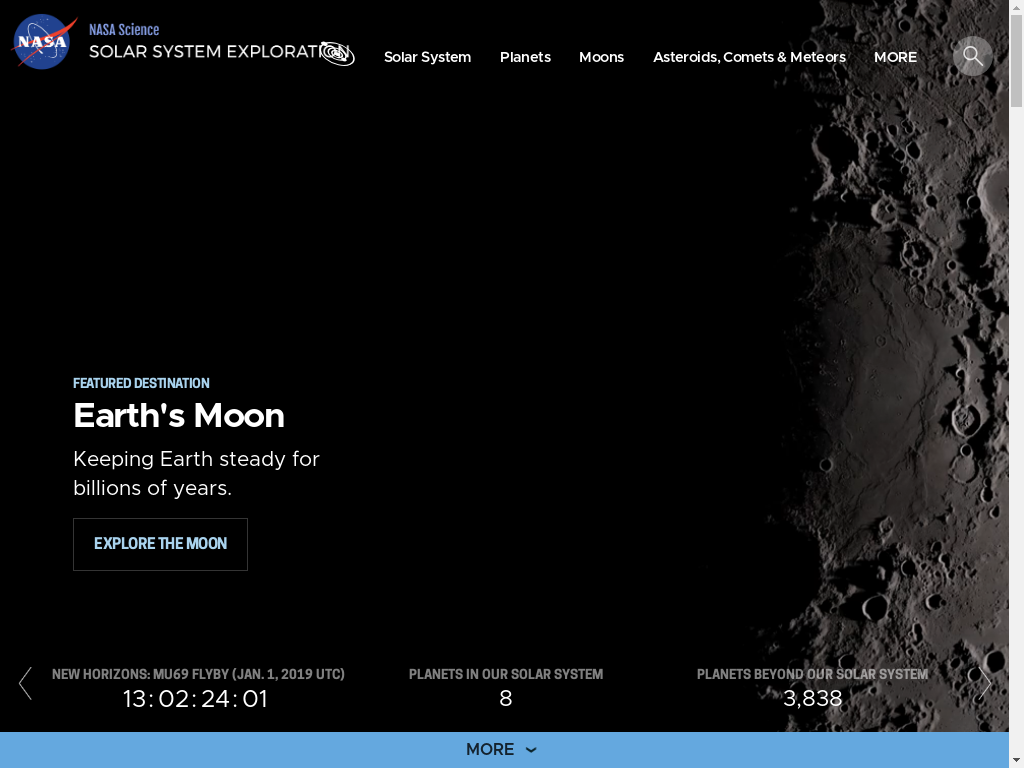 NASA
NASA Science
SOLAR SYSTEM EXPLORATION
Solar System
Planets
Moons
Asteroids, Comets & Meteors
MORE
FEATURED DESTINATION
Earth's Moon
Keeping Earth steady for
billions of years.
EXPLORE THE MOON
NEW HORIZONS: MU69 FLYBY (JAN. 1, 2019 UTC)
13:02:24:01
PLANETS IN OUR SOLAR SYSTEM
8
PLANETS BEYOND OUR SOLAR SYSTEM
3,838
MORE